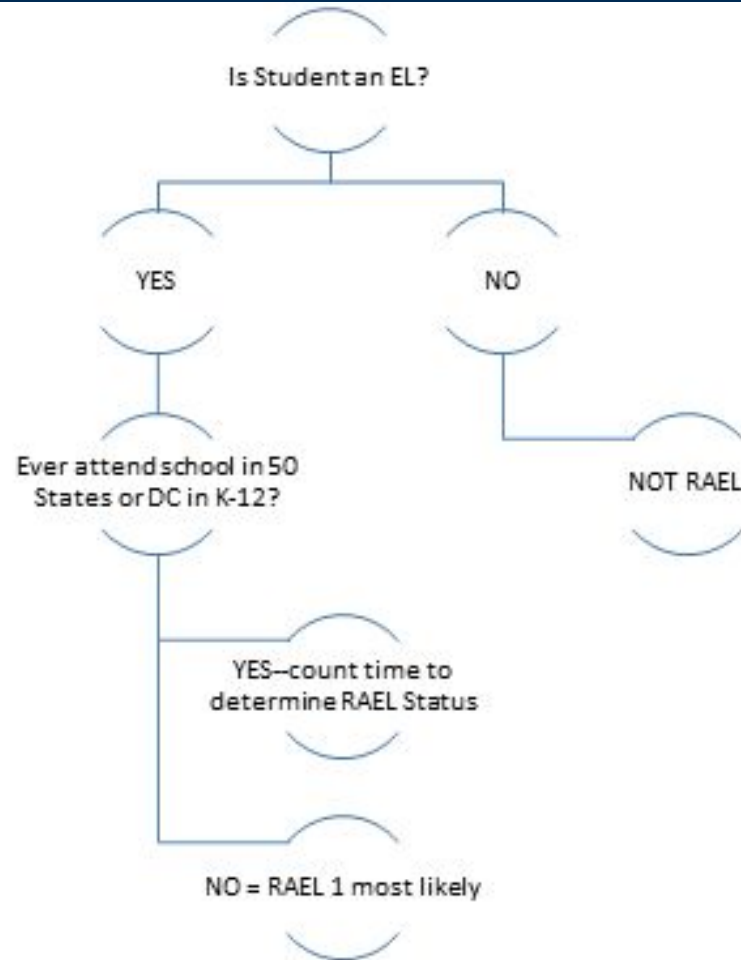 Is Student an EL?
YES
NO
Ever attend school in 50
States or DC in K-12?
NOT RAEL
YES--count time to
determine RAEL Status
NO = RAEL 1 most likely